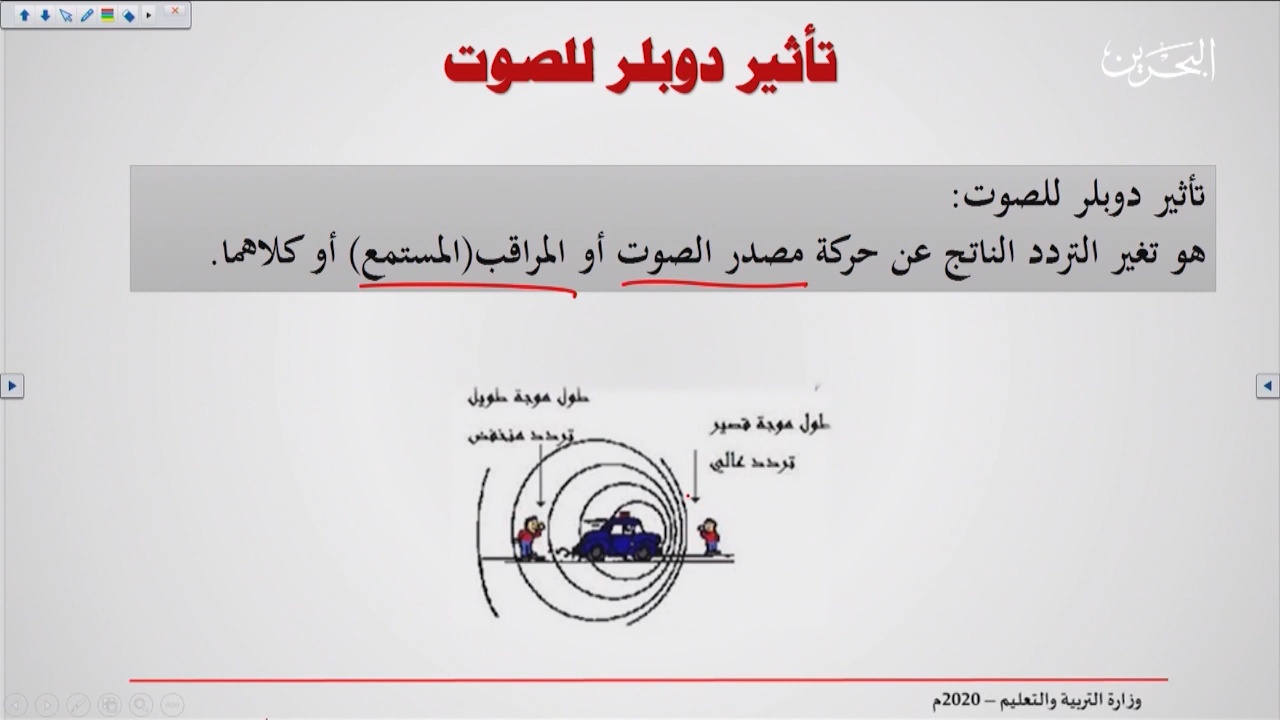 تأثير دوبلر للصوت
البحرين
تأثير دوبلر للصوت:
هو تغير التردد الناتج عن حركة مصدر الصوت أو المراقب(المستمع) أو كلاهما.
طول موجة طويل
تردد منخفض
طول موجة قصير
تردد عالي
وزارة التربية والتعليم – 2020م